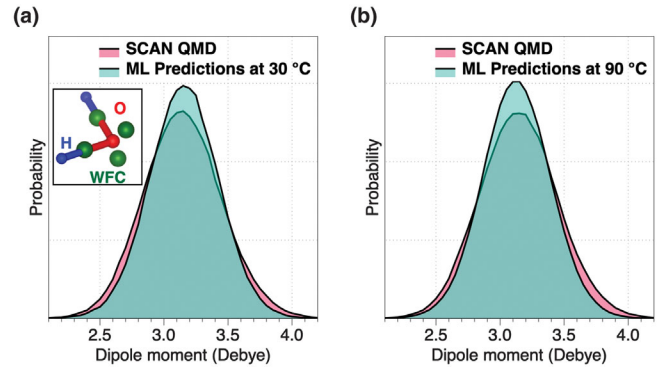 (a)
SCAN QMD
ML Predictions at 30 °C
O
H
WFC
Probability
2.5 3.0 3.5 4.0
Dipole moment (Debye)
(b)
SCAN QMD
ML Predictions at 90 °C
Probability
2.5 3.0 3.5 4.0
Dipole moment (Debye)